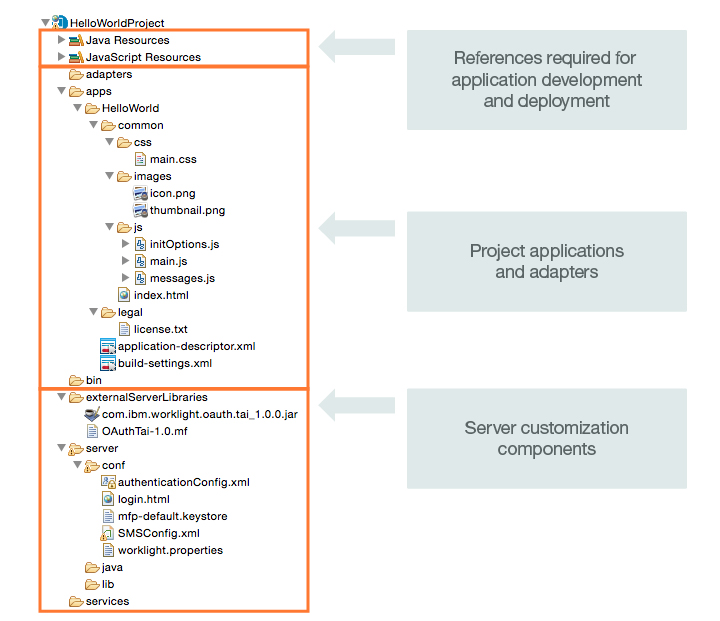 HelloWorldProject
Java Resources
JavaScript Resources
adapters
apps
HelloWorld
common
css
main.css
images
icon.png
thumbnail.png
js
initOptions.js
main.js
messages.js
index.html
legal
license.txt
application-descriptor.xml
build-settings.xml
bin
externalServerLibraries
com.ibm.worklight.oauth.tai_1.0.0.jar
OAuthTai-1.0.mf
server
conf
authenticationConfig.xml
login.html
mfp-default.keystore
SMSConfig.xml
worklight.properties
java
lib
services
References required for
application development
and deployment
Project applications
and adapters
Server customization
components